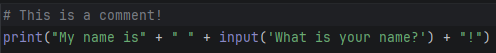 # This is a comment!
print("My name is" + " " + input('What is your name?') + "!")